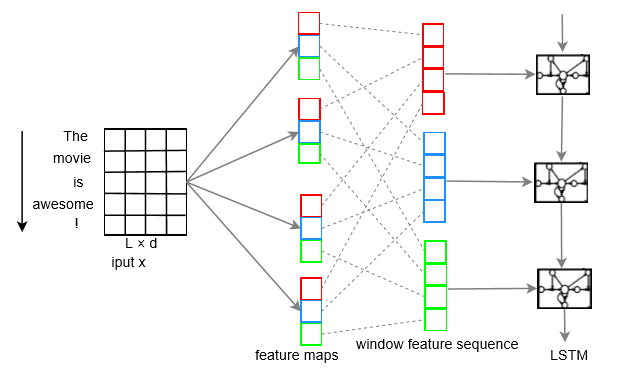 The
movie
is
awesome
!
L × d
iput x
feature maps
window feature sequence
LSTM